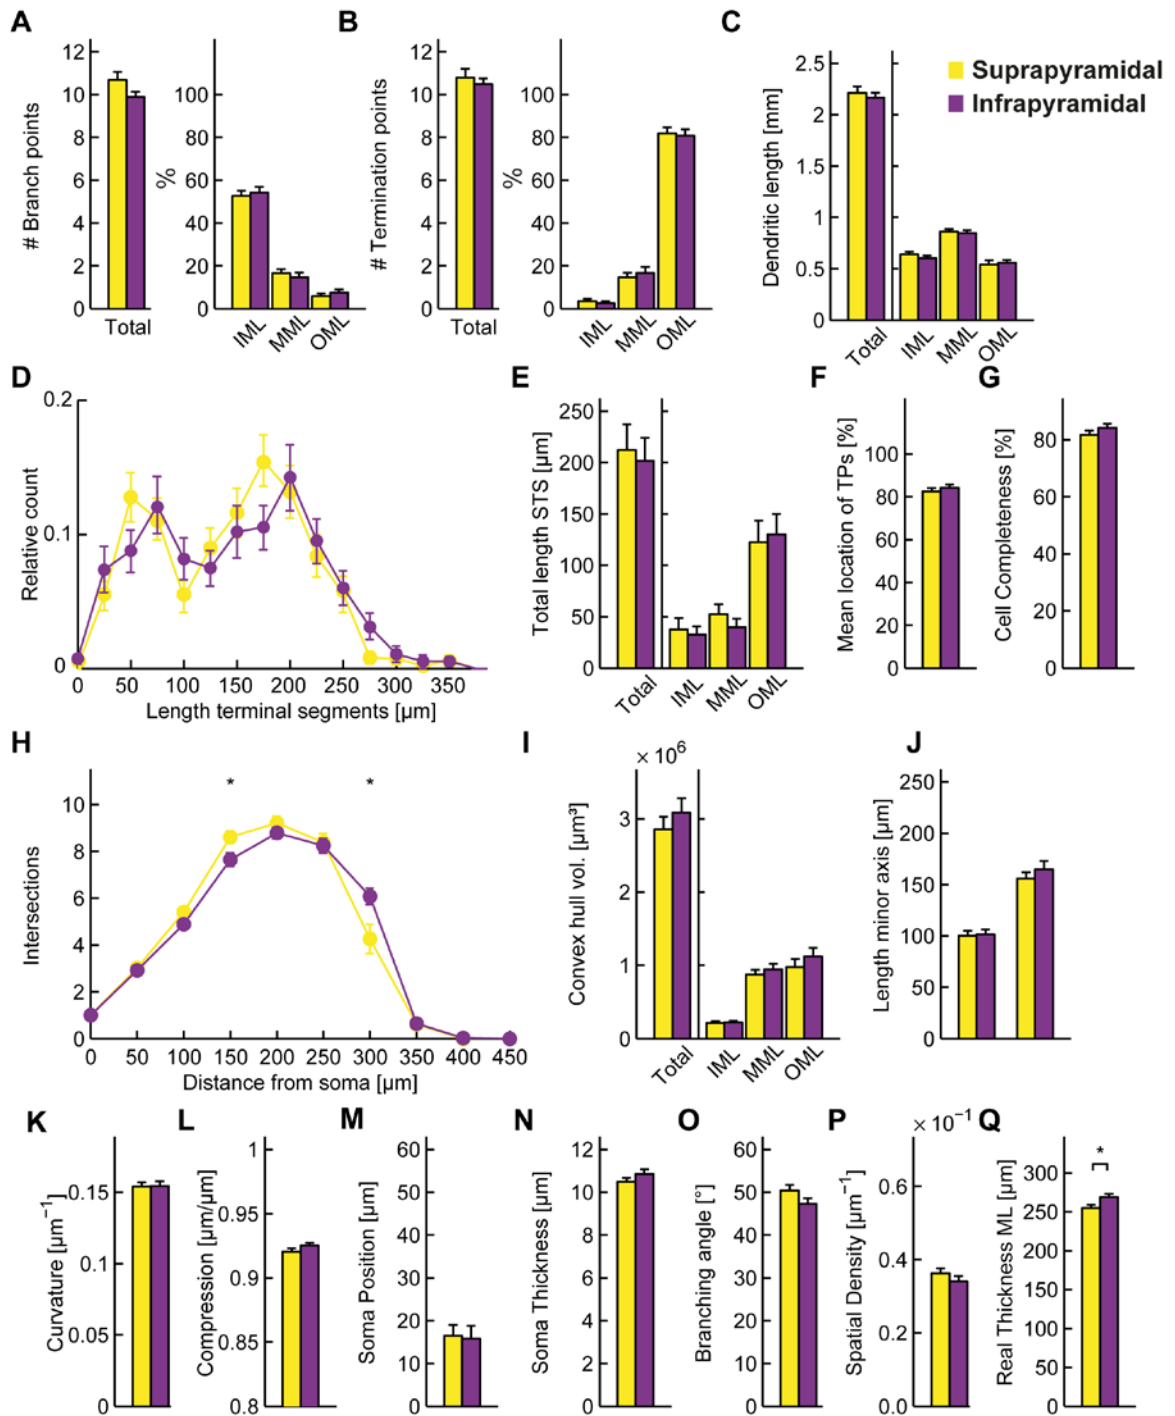 A
# Branch points
12
10
8
6
4
2
0
Total
%
100
80
60
40
20
0
IML
MML
OML
B
# Termination points
12
10
8
6
4
2
0
Total
%
100
80
60
40
20
0
IML
MML
OML
C
Dendritic length [mm]
2.5
2
1.5
1
0.5
0
Total
IML
MML
OML
Suprapyramidal
Infrapyramidal
D
Relative count
0.2
0.1
0
0 50 100 150 200 250 300 350
Length terminal segments [µm]
E
Total length STS [µm]
250
200
150
100
50
0
Total
IML
MML
OML
F
Mean location of TPs [%]
100
80
60
40
20
0
G
Cell Completeness [%]
80
60
40
20
0
H
Intersections
10
8
6
4
2
0
* *
0 50 100 150 200 250 300 350 400 450
Distance from soma [µm]
I
× 10⁶
Convex hull vol. [µm³]
3
2
1
0
Total
IML
MML
OML
J
Length minor axis [µm]
250
200
150
100
50
0
K
Curvature [µm⁻¹]
0.15
0.1
0.05
0
L
Compression [µm/µm]
1
0.95
0.9
0.85
0.8
M
Soma Position [µm]
60
50
40
30
20
10
0
N
Soma Thickness [µm]
12
10
8
6
4
2
0
O
Branching angle [°]
60
50
40
30
20
10
0
P
× 10⁻¹
Spatial Density [µm⁻¹]
0.6
0.4
0.2
0.0
Q
Real Thickness ML [µm]
300
250
200
150
100
50
0
*